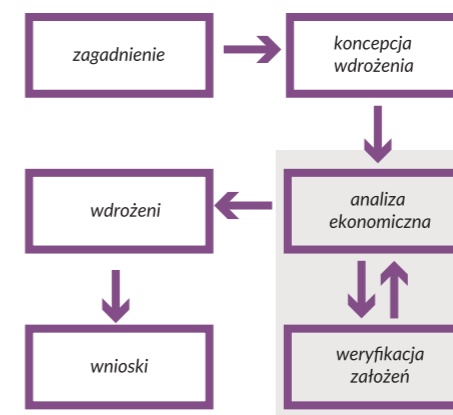 zagadnienie
koncepcja
wdrożenia
analiza
ekonomiczna
wdrożeni
weryfikacja
założeń
wnioski